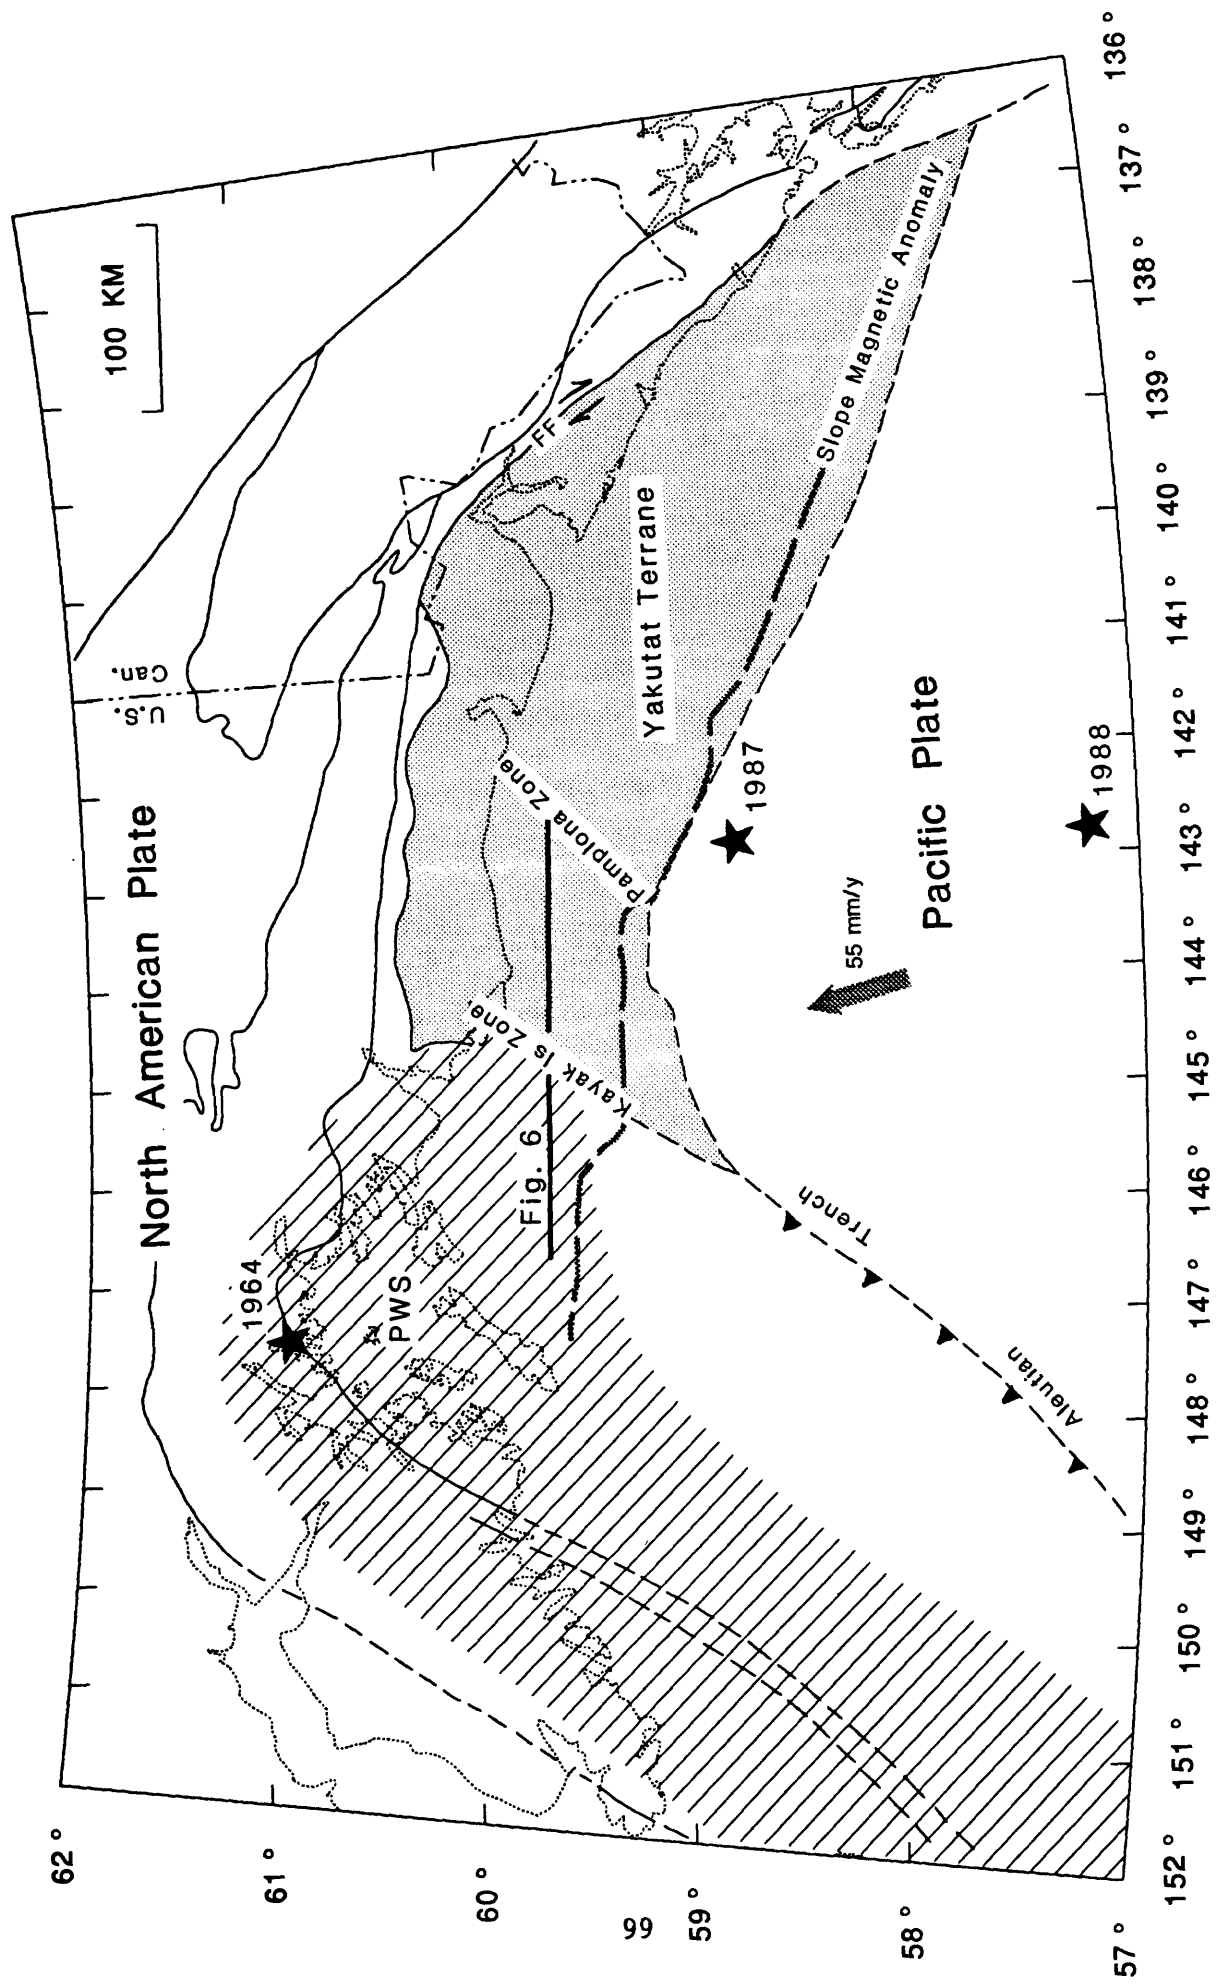 North American Plate
100 KM
U.S.
Can.
1964
PWS
Fig. 6
Kayak Is Zone
Pamplona Zone
FF
Yakutat Terrane
Slope Magnetic Anomaly
1987
1988
55 mm/y
Pacific Plate
Aleutian
Trench
62°
61°
60°
59°
58°
57°
152°
151°
150°
149°
148°
147°
146°
145°
144°
143°
142°
141°
140°
139°
138°
137°
136°
99